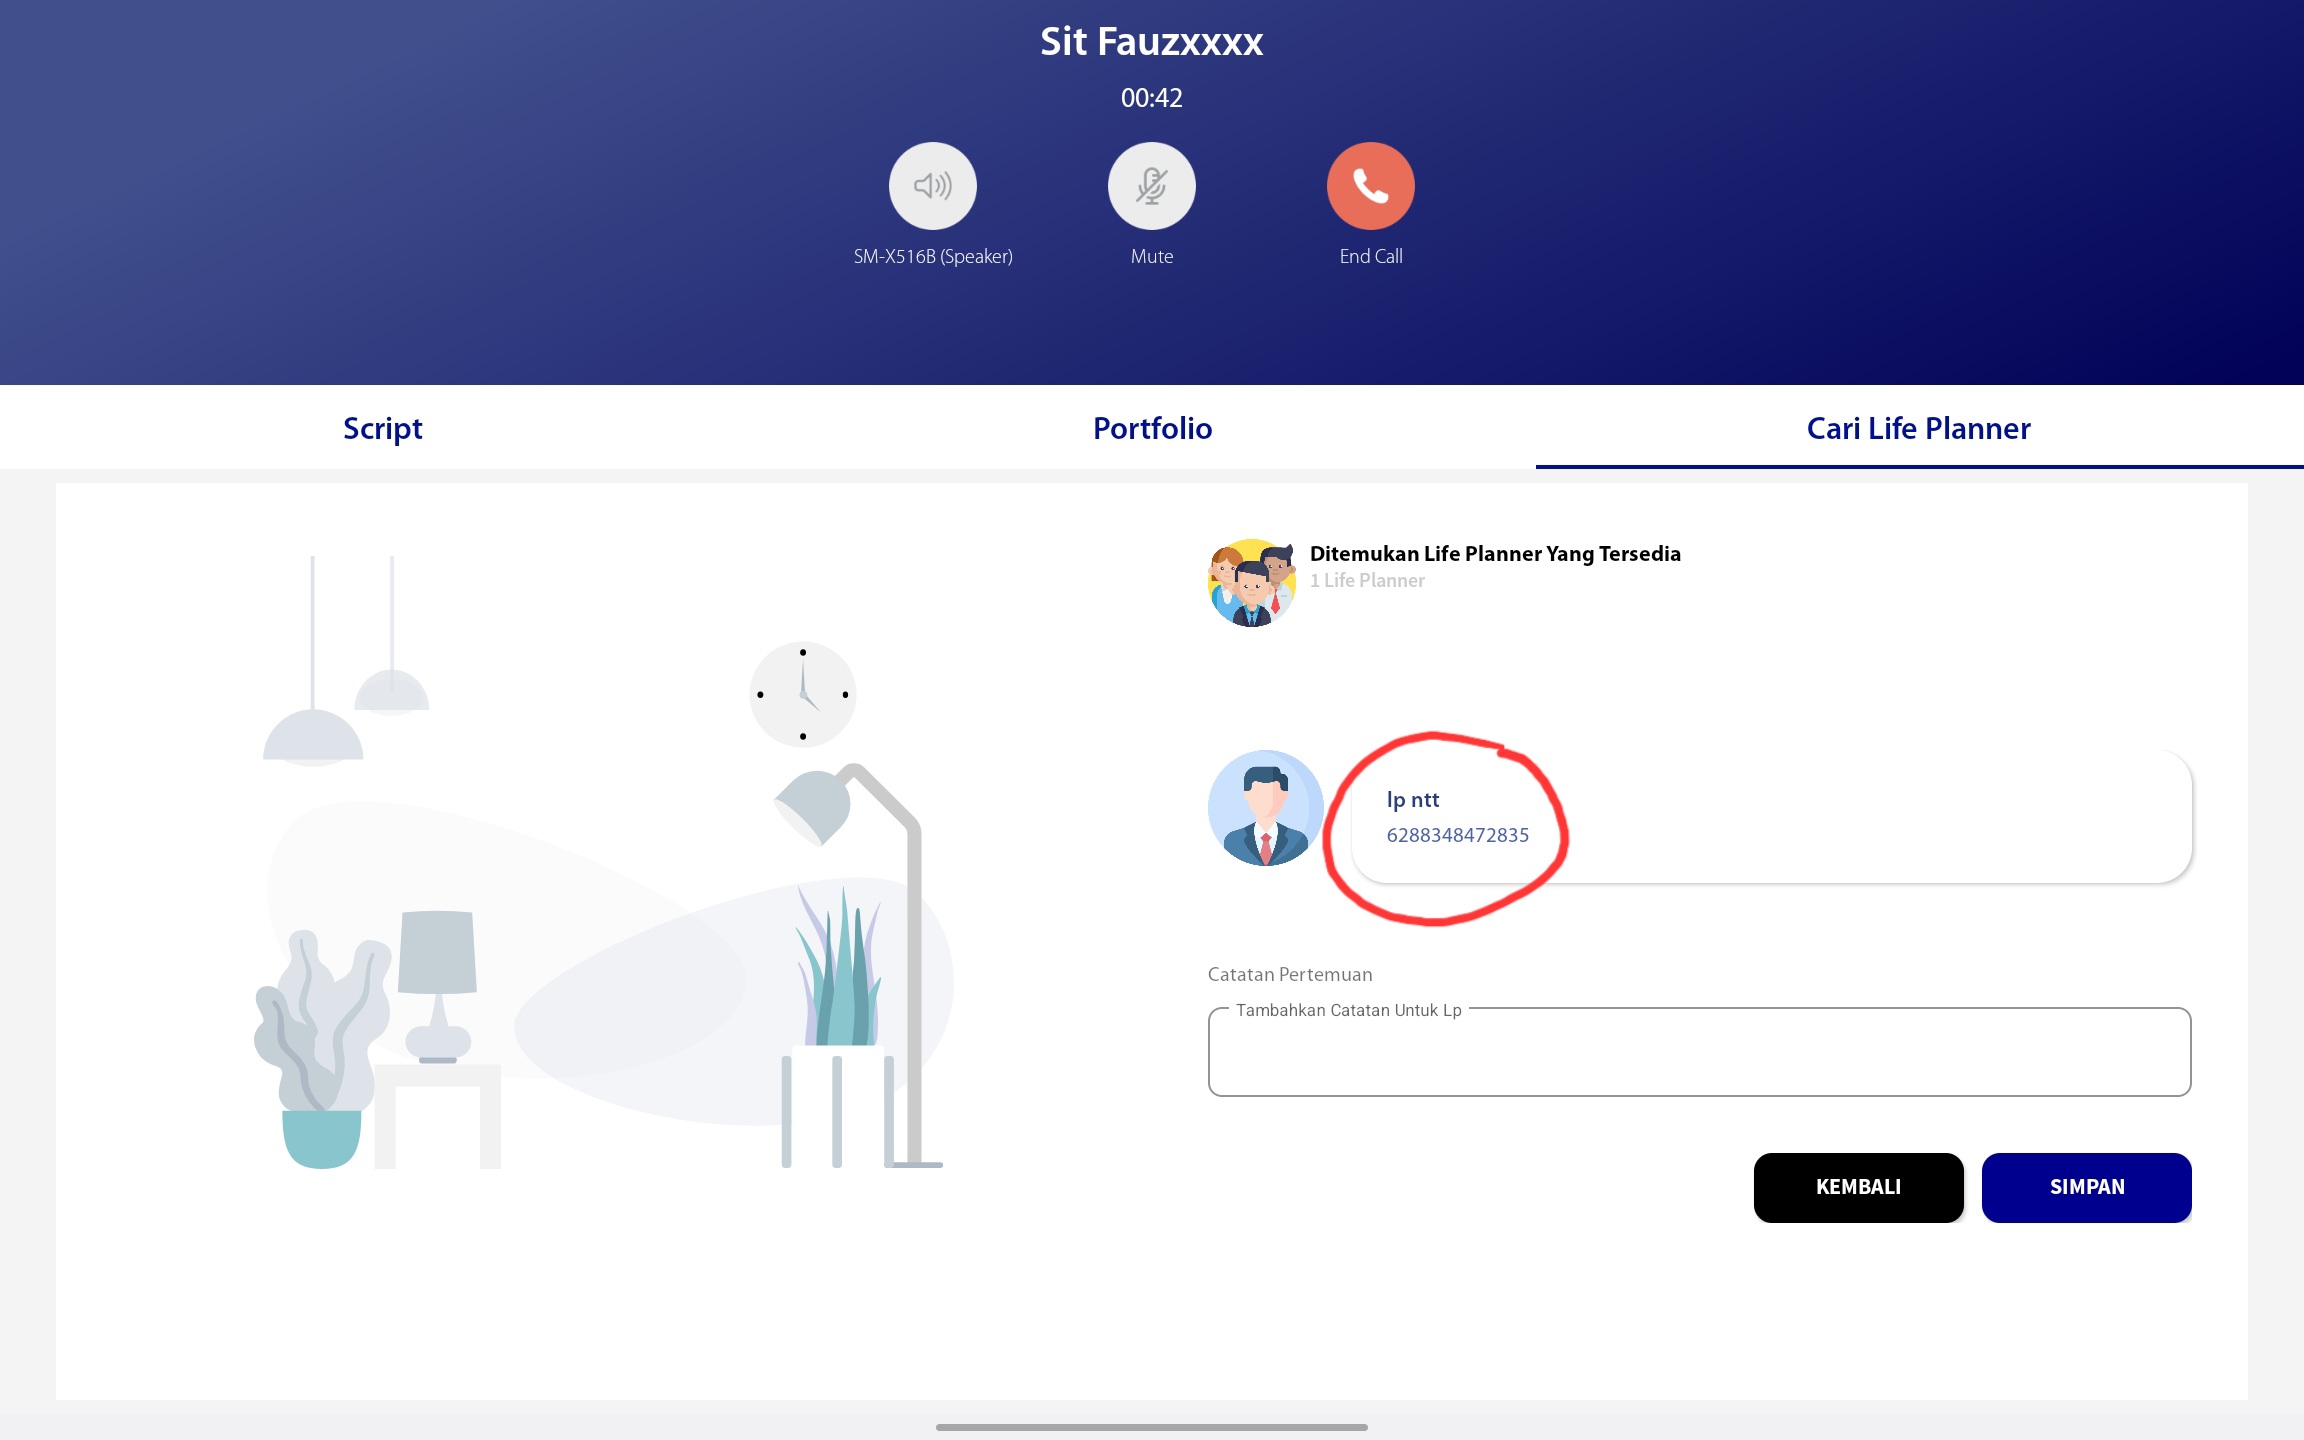 Sit Fauzxxxx
00:42
SM-X516B (Speaker)
Mute
End Call
Script
Portfolio
Cari Life Planner
Ditemukan Life Planner Yang Tersedia
1 Life Planner
lp ntt
6288348472835
Catatan Pertemuan
Tambahkan Catatan Untuk Lp
KEMBALI
SIMPAN